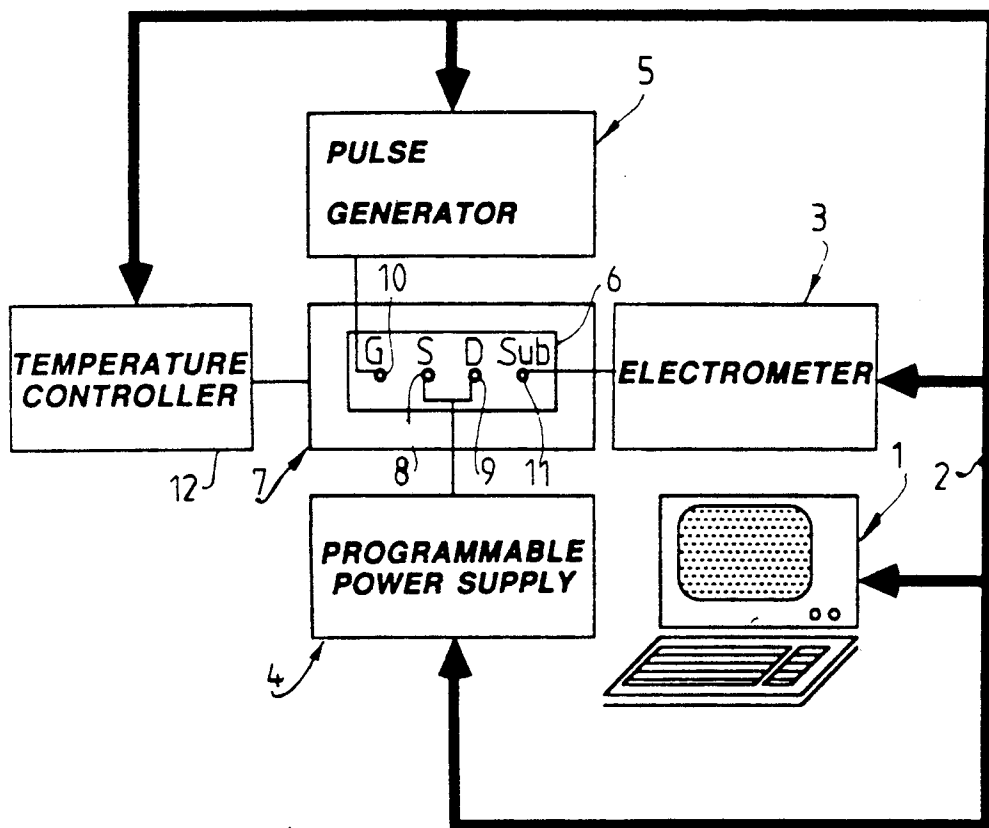 5
PULSE
GENERATOR
3
10
6
G S D Sub
TEMPERATURE
CONTROLLER
ELECTROMETER
12
7
8
9
11
1
2
PROGRAMMABLE
POWER SUPPLY
4